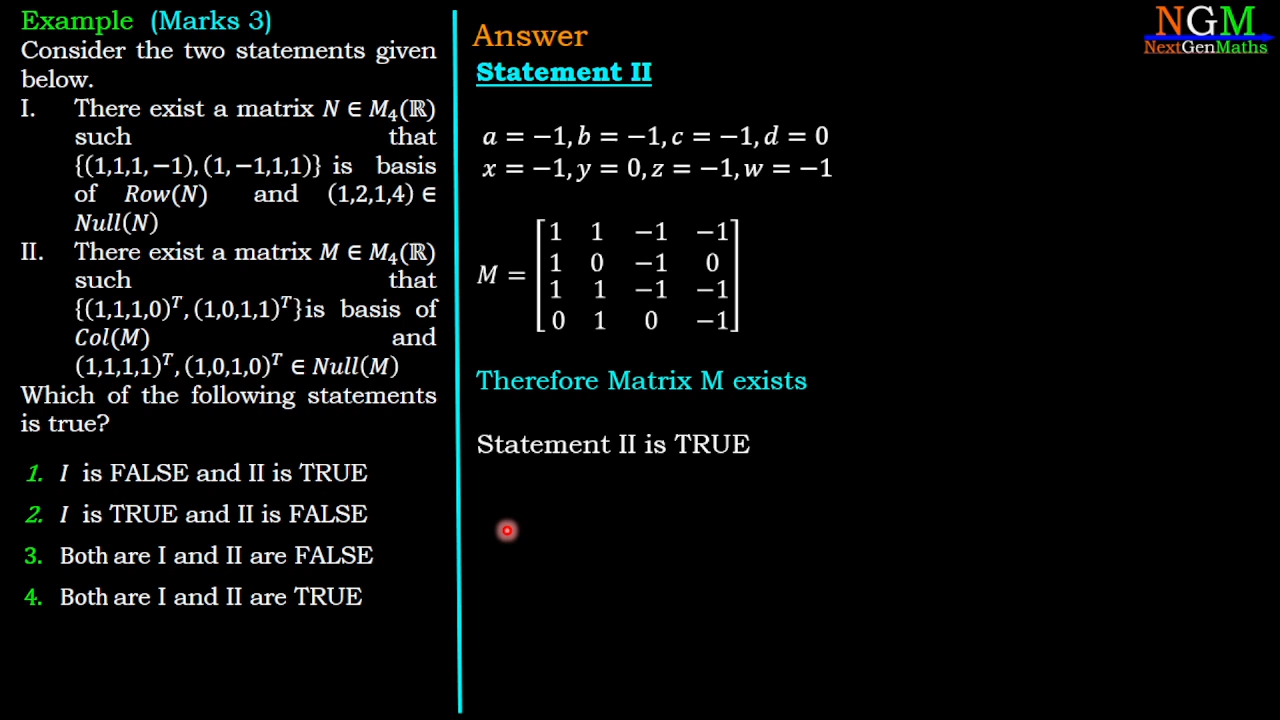 Example (Marks 3)
Consider the two statements given
below.
I. There exist a matrix N ∈ M₄(ℝ)
such that
{(1,1,1,−1), (1,−1,1,1)} is basis
of Row(N) and (1,2,1,4) ∈
Null(N)
II. There exist a matrix M ∈ M₄(ℝ)
such that
{(1,1,1,0)ᵀ, (1,0,1,1)ᵀ}is basis of
Col(M) and
(1,1,1,1)ᵀ, (1,0,1,0)ᵀ ∈ Null(M)
Which of the following statements
is true?
1. I is FALSE and II is TRUE
2. I is TRUE and II is FALSE
3. Both are I and II are FALSE
4. Both are I and II are TRUE
Answer
Statement II
a = −1, b = −1, c = −1, d = 0
x = −1, y = 0, z = −1, w = −1
M =
1 1 −1 −1
1 0 −1 0
1 1 −1 −1
0 1 0 −1
Therefore Matrix M exists
Statement II is TRUE
NGM
NextGenMaths